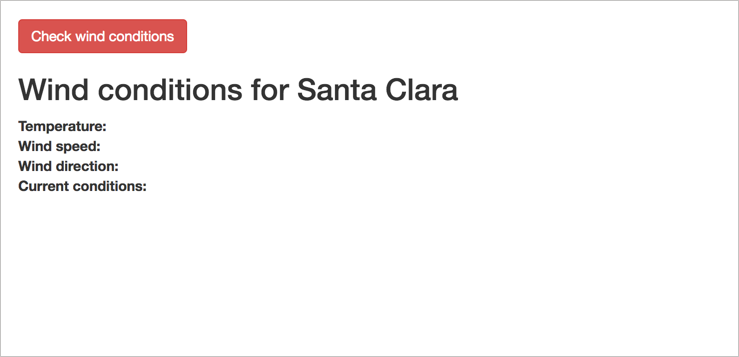 Check wind conditions
Wind conditions for Santa Clara
Temperature:
Wind speed:
Wind direction:
Current conditions: